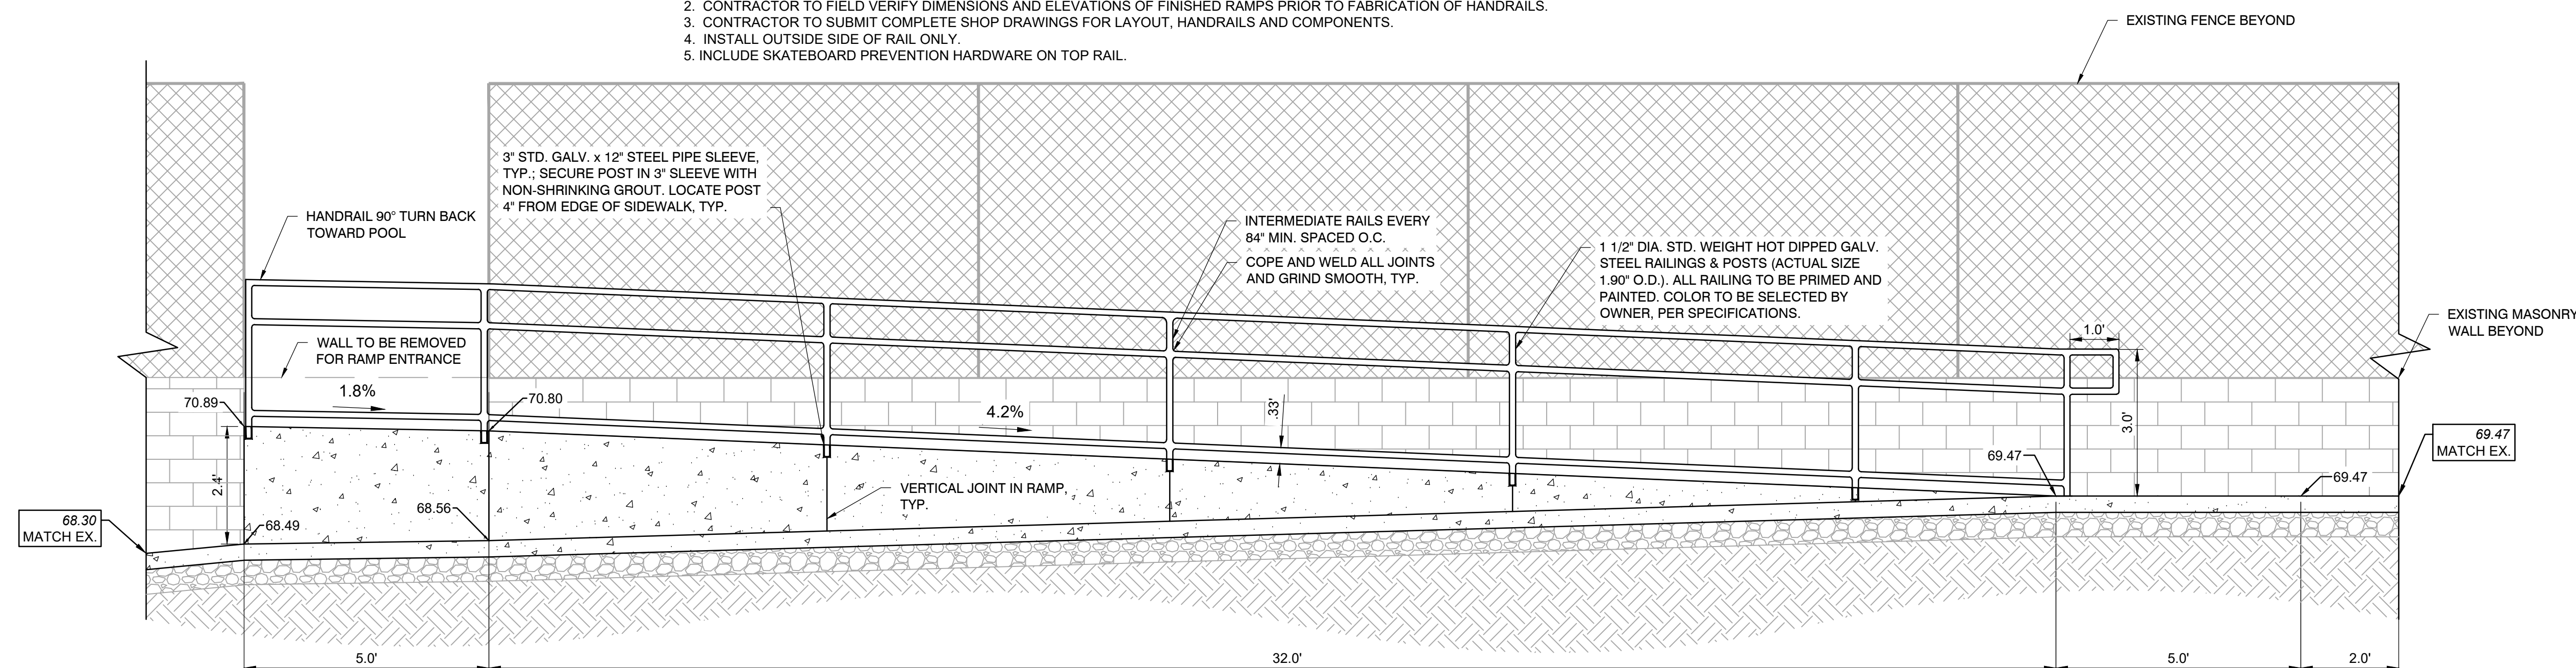 2. CONTRACTOR TO FIELD VERIFY DIMENSIONS AND ELEVATIONS OF FINISHED RAMPS PRIOR TO FABRICATION OF HANDRAILS.
3. CONTRACTOR TO SUBMIT COMPLETE SHOP DRAWINGS FOR LAYOUT, HANDRAILS AND COMPONENTS.
4. INSTALL OUTSIDE SIDE OF RAIL ONLY.
5. INCLUDE SKATEBOARD PREVENTION HARDWARE ON TOP RAIL.
EXISTING FENCE BEYOND
3" STD. GALV. x 12" STEEL PIPE SLEEVE,
TYP.; SECURE POST IN 3" SLEEVE WITH
NON-SHRINKING GROUT. LOCATE POST
4" FROM EDGE OF SIDEWALK, TYP.
HANDRAIL 90° TURN BACK
TOWARD POOL
INTERMEDIATE RAILS EVERY
84" MIN. SPACED O.C.
COPE AND WELD ALL JOINTS
AND GRIND SMOOTH, TYP.
1 1/2" DIA. STD. WEIGHT HOT DIPPED GALV.
STEEL RAILINGS & POSTS (ACTUAL SIZE
1.90" O.D.). ALL RAILING TO BE PRIMED AND
PAINTED. COLOR TO BE SELECTED BY
OWNER, PER SPECIFICATIONS.
EXISTING MASONRY
WALL BEYOND
1.0'
WALL TO BE REMOVED
FOR RAMP ENTRANCE
1.8%
70.89
70.80
4.2%
.33'
3.0'
69.47
MATCH EX.
69.47
69.47
2.4'
VERTICAL JOINT IN RAMP,
TYP.
68.56
68.49
68.30
MATCH EX.
5.0'
32.0'
5.0'
2.0'